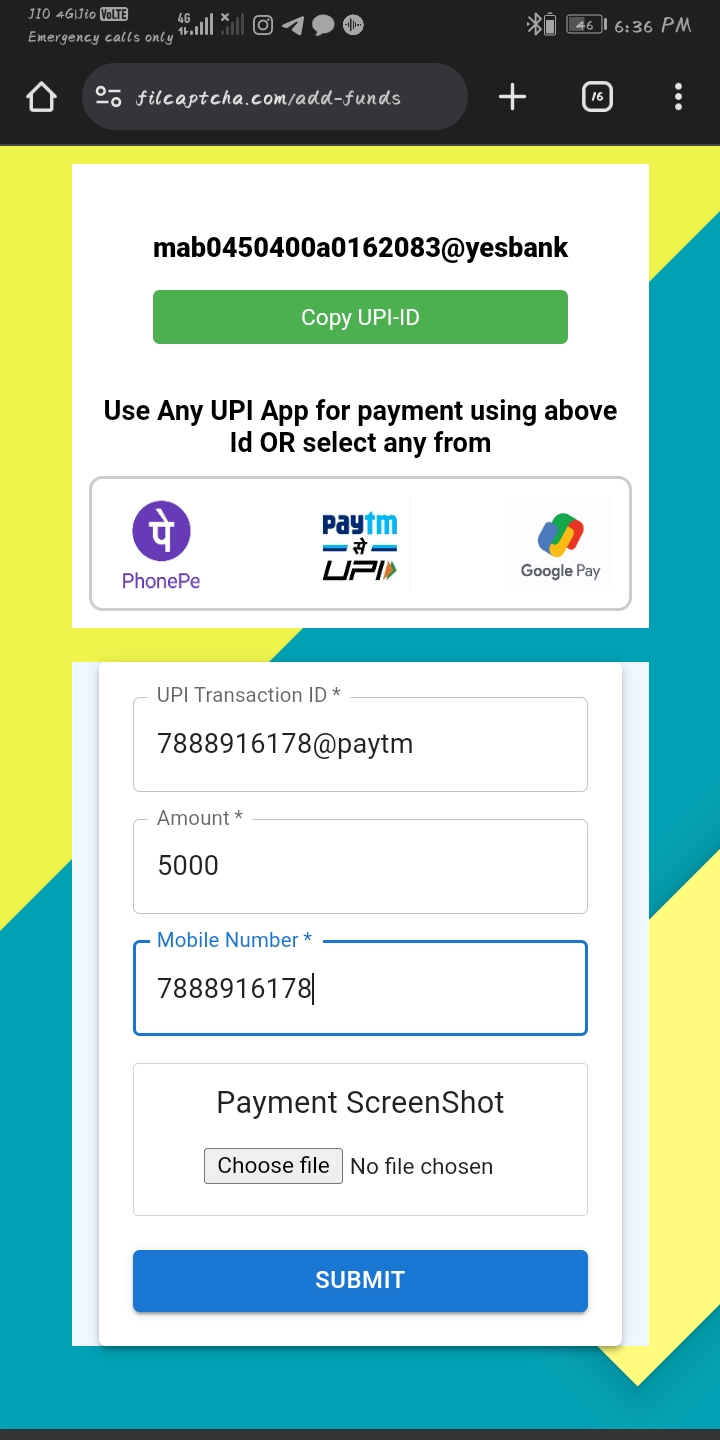 JIO 4G|Jio VoLTE
4G
46
6:36 PM
Emergency calls only
filcaptcha.com/add-funds
16
mab0450400a0162083@yesbank
Copy UPI-ID
Use Any UPI App for payment using above
Id OR select any from
पे
PhonePe
paytm
से
UPI
Google Pay
UPI Transaction ID *
7888916178@paytm
Amount *
5000
Mobile Number *
7888916178
Payment ScreenShot
Choose file No file chosen
SUBMIT